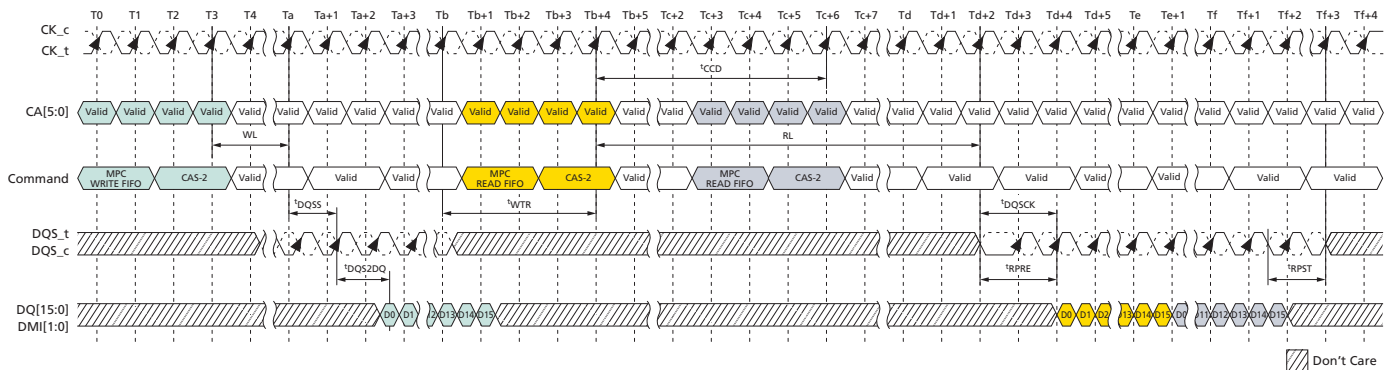 T0 T1 T2 T3 T4 Ta Ta+1 Ta+2 Ta+3 Tb Tb+1 Tb+2 Tb+3 Tb+4 Tb+5 Tc+2 Tc+3 Tc+4 Tc+5 Tc+6 Tc+7 Td Td+1 Td+2 Td+3 Td+4 Td+5 Te Te+1 Tf Tf+1 Tf+2 Tf+3 Tf+4
CK_c
CK_t
tCCD
CA[5:0] Valid Valid Valid Valid Valid Valid Valid Valid Valid Valid Valid Valid Valid Valid Valid Valid Valid Valid Valid Valid Valid Valid Valid Valid Valid Valid Valid Valid Valid Valid Valid Valid Valid Valid
WL RL
Command MPC WRITE FIFO CAS-2 Valid Valid MPC READ FIFO CAS-2 Valid MPC READ FIFO CAS-2 Valid Valid Valid Valid Valid Valid
tDQSS tWTR tDQSCK
DQS_t
DQS_c
tDQS2DQ tRPRE tRPST
DQ[15:0]
DMI[1:0]
D0 D1 2 D13 D14 D15 D0 D1 D2 D13 D14 D15 D0 D11 D12 D13 D14 D15
Don't Care